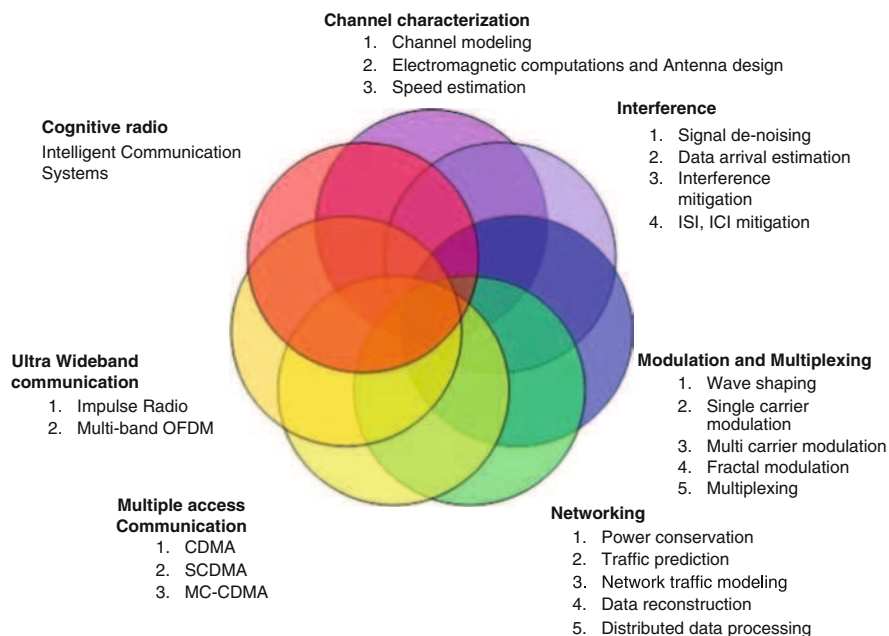 Channel characterization
1. Channel modeling
2. Electromagnetic computations and Antenna design
3. Speed estimation
Interference
1. Signal de-noising
2. Data arrival estimation
3. Interference
mitigation
4. ISI, ICI mitigation
Cognitive radio
Intelligent Communication
Systems
Ultra Wideband
communication
1. Impulse Radio
2. Multi-band OFDM
Modulation and Multiplexing
1. Wave shaping
2. Single carrier
modulation
3. Multi carrier modulation
4. Fractal modulation
5. Multiplexing
Multiple access
Communication
1. CDMA
2. SCDMA
3. MC-CDMA
Networking
1. Power conservation
2. Traffic prediction
3. Network traffic modeling
4. Data reconstruction
5. Distributed data processing